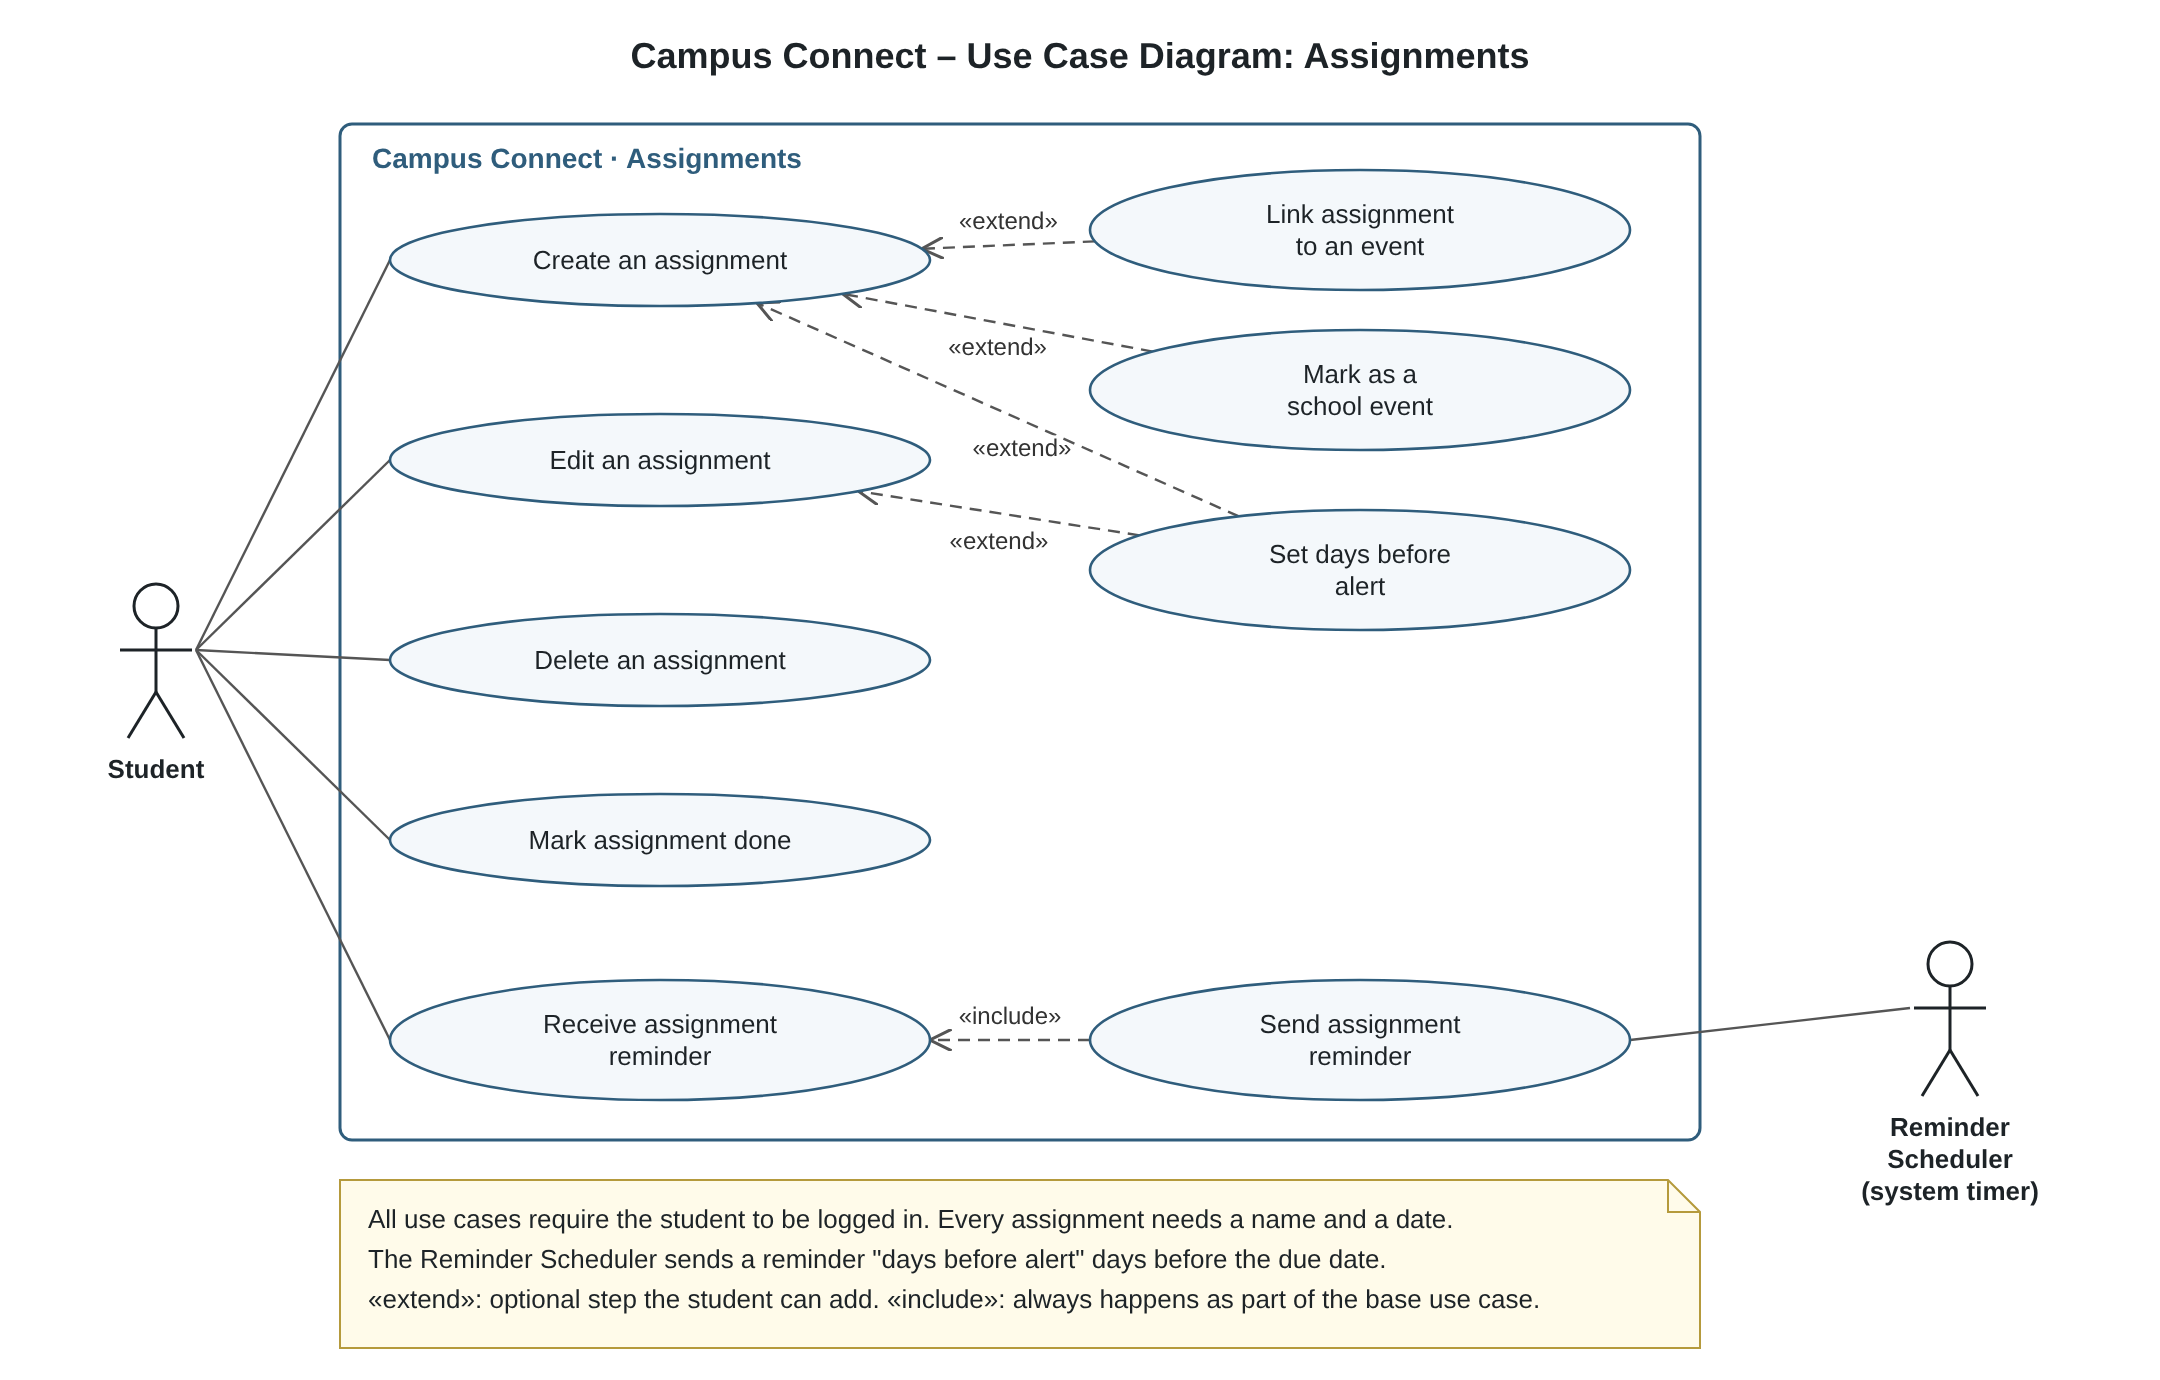 Campus Connect – Use Case Diagram: Assignments
Campus Connect · Assignments
Create an assignment
«extend»
Link assignment
to an event
«extend»
Mark as a
school event
Edit an assignment
«extend»
«extend»
Set days before
alert
Delete an assignment
Student
Mark assignment done
Receive assignment
reminder
«include»
Send assignment
reminder
Reminder
Scheduler
(system timer)
All use cases require the student to be logged in. Every assignment needs a name and a date.
The Reminder Scheduler sends a reminder "days before alert" days before the due date.
«extend»: optional step the student can add. «include»: always happens as part of the base use case.